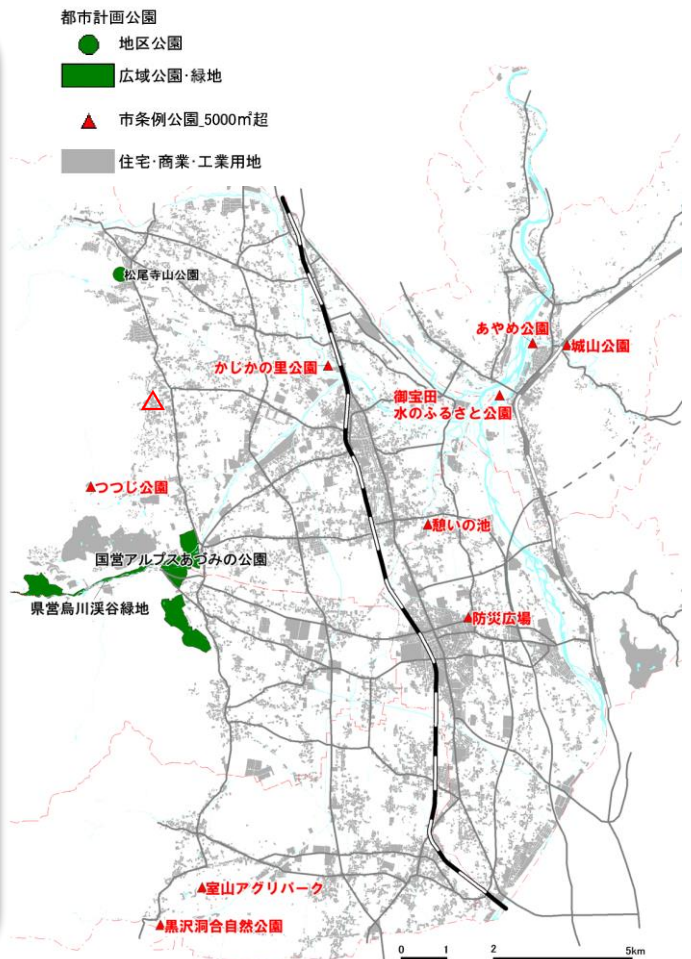 都市計画公園
地区公園
広域公園・緑地
市条例公園_5000㎡超
住宅・商業・工業用地
松尾寺山公園
あやめ公園
城山公園
かじかの里公園
御宝田
水のふるさと公園
つつじ公園
憩いの池
国営アルプスあづみの公園
県営烏川渓谷緑地
防災広場
室山アグリパーク
黒沢洞合自然公園
0 1 2 5km